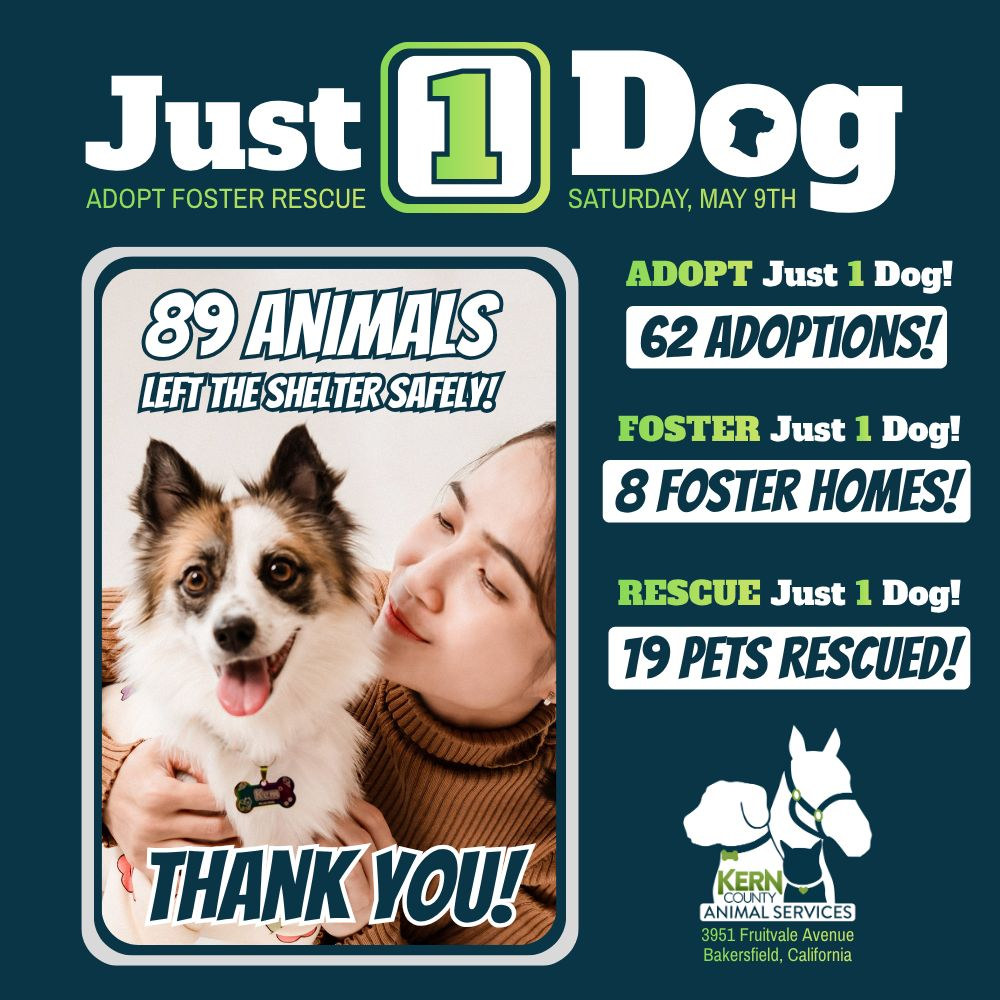 Just 1 Dog
ADOPT FOSTER RESCUE
SATURDAY, MAY 9TH
89 ANIMALS
LEFT THE SHELTER SAFELY!
THANK YOU!
ADOPT Just 1 Dog!
62 ADOPTIONS!
FOSTER Just 1 Dog!
8 FOSTER HOMES!
RESCUE Just 1 Dog!
19 PETS RESCUED!
KERN
COUNTY
ANIMAL SERVICES
3951 Fruitvale Avenue
Bakersfield, California